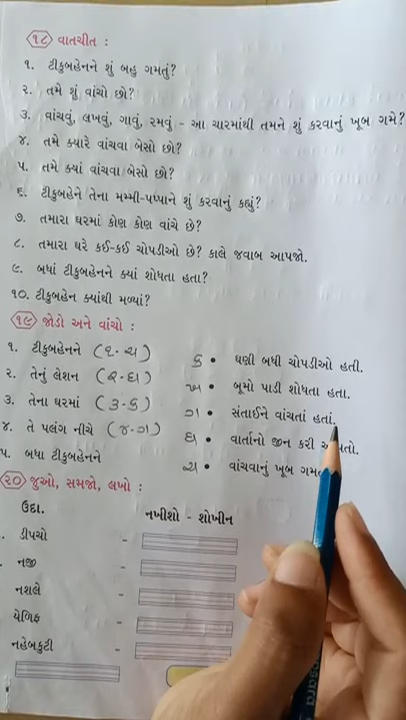 ૧૮ વાતચીત :
૧. ટીકુબહેનને શું બહુ ગમતું?
૨. તમે શું વાંચો છો?
૩. વાંચવું, લખવું, ગાવું, રમવું - આ ચારમાંથી તમને શું કરવાનું ખૂબ ગમે?
૪. તમે ક્યારે વાંચવા બેસો છો?
૫. તમે ક્યાં વાંચવા બેસો છો?
૬. ટીકુબહેને તેના મમ્મી-પપ્પાને શું કરવાનું કહ્યું?
૭. તમારા ઘરમાં કોણ કોણ વાંચે છે?
૮. તમારા ઘરે કઈ-કઈ ચોપડીઓ છે? કાલે જવાબ આપજો.
૯. બધાં ટીકુબહેનને ક્યાં શોધતા હતા?
૧૦. ટીકુબહેન ક્યાંથી મળ્યાં?
૧૯ જોડો અને વાંચો :
૧. ટીકુબહેનને (૧-ચ) ક • ઘણી બધી ચોપડીઓ હતી.
૨. તેનું લેશન (૨-ઘ) ખ • બૂમો પાડી શોધતા હતા.
૩. તેના ઘરમાં (૩-ક) ગ • સંતાઈને વાંચતાં હતાં.
૪. તે પલંગ નીચે (૪-ગ) ઘ • વાર્તાનો જીન કરી
૫. બધા ટીકુબહેનને ચ • વાંચવાનું ખૂબ
૨૦ જુઓ, સમજો, લખો :
ઉદા. નખીશો - શોખીન
ડીપચો -
નજી -
નશલે -
યેળિફ -
નહેબકુટી -